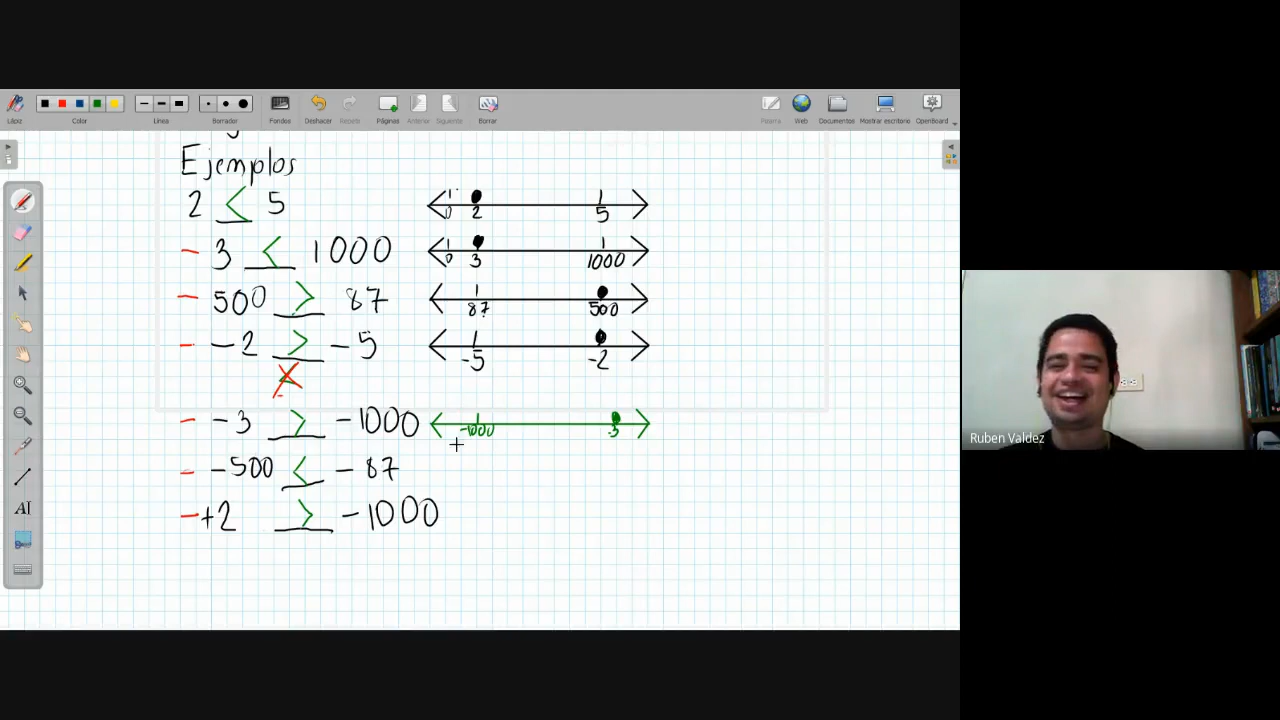 Lápiz Color Línea Borrador Fondos Deshacer Páginas Anterior Siguiente Borrar Web Documentos Mostrar escritorio OpenBoard
Ejemplos
2 < 5
0 2 5
- 3 < 1000
0 3 1000
- 500 > 87
87 500
- -2 > -5
-5 -2
- -3 > -1000
-1000 -3
- -500 < -87
- +2 > -1000
AI
Ruben Valdez